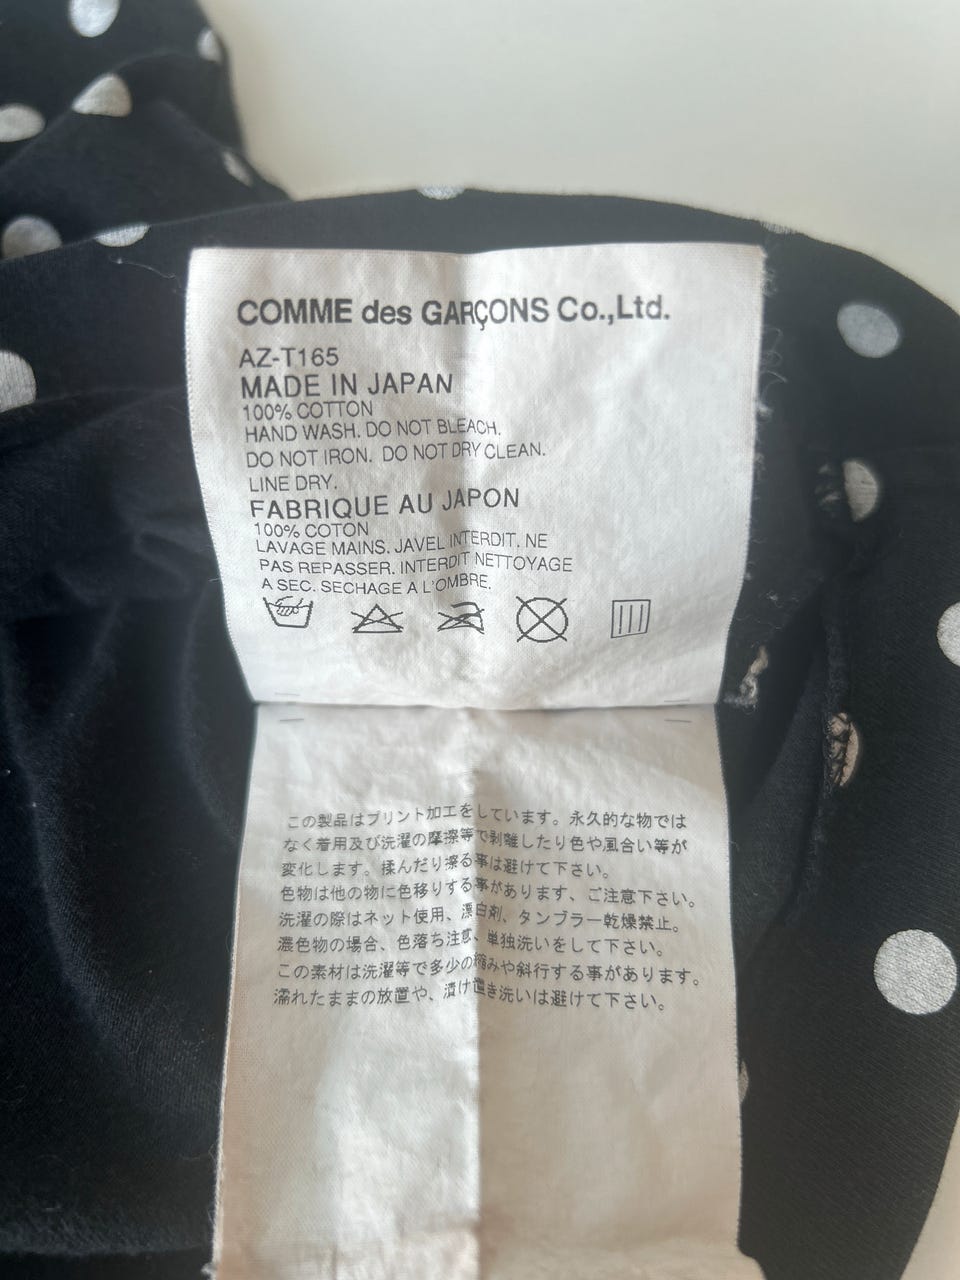 COMME des GARÇONS Co.,Ltd.
AZ-T165
MADE IN JAPAN
100% COTTON
HAND WASH. DO NOT BLEACH.
DO NOT IRON. DO NOT DRY CLEAN.
LINE DRY.
FABRIQUE AU JAPON
100% COTON
LAVAGE MAINS. JAVEL INTERDIT. NE
PAS REPASSER. INTERDIT NETTOYAGE
A SEC. SECHAGE A L'OMBRE.
この製品はプリント加工をしています。永久的な物では
なく着用及び洗濯の摩擦等で剥離したり色や風合い等が
変化します。揉んだり擦る事は避けて下さい。
色物は他の物に色移りする事があります、ご注意下さい。
洗濯の際はネット使用、漂白剤、タンブラー乾燥禁止。
濃色物の場合、色落ち注意、単独洗いをして下さい。
この素材は洗濯等で多少の縮みや斜行する事があります。
濡れたままの放置や、漬け置き洗いは避けて下さい。